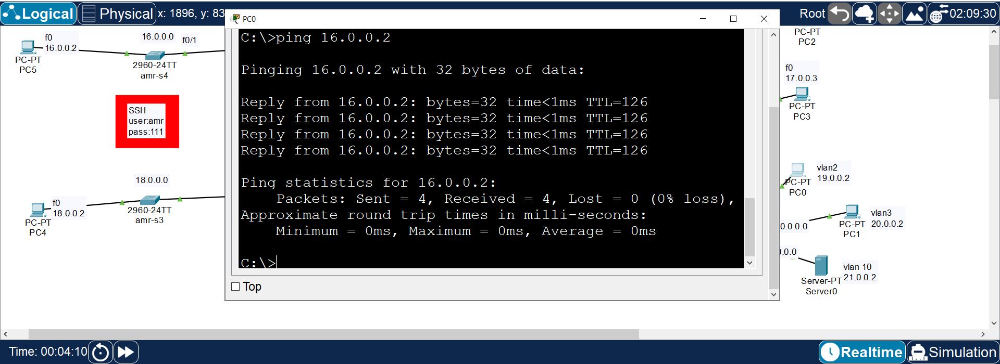 Logical
Physical
x: 1896, y: 83
Root
02:09:30
PC0
C:\>ping 16.0.0.2
Pinging 16.0.0.2 with 32 bytes of data:
Reply from 16.0.0.2: bytes=32 time<1ms TTL=126
Reply from 16.0.0.2: bytes=32 time<1ms TTL=126
Reply from 16.0.0.2: bytes=32 time<1ms TTL=126
Reply from 16.0.0.2: bytes=32 time<1ms TTL=126
Ping statistics for 16.0.0.2:
Packets: Sent = 4, Received = 4, Lost = 0 (0% loss),
Approximate round trip times in milli-seconds:
Minimum = 0ms, Maximum = 0ms, Average = 0ms
C:\>
Top
f0
16.0.0.2
PC-PT
PC5
16.0.0.0
f0/1
2960-24TT
amr-s4
SSH
user:amr
pass:111
18.0.0.0
f0
18.0.0.2
PC-PT
PC4
2960-24TT
amr-s3
PC-PT
PC2
f0
17.0.0.3
PC-PT
PC3
vlan2
19.0.0.2
PC-PT
PC0
vlan3
20.0.0.2
0.0.0.0
PC-PT
PC1
.0.0
vlan 10
21.0.0.2
Server-PT
Server0
Time: 00:04:10
Realtime
Simulation